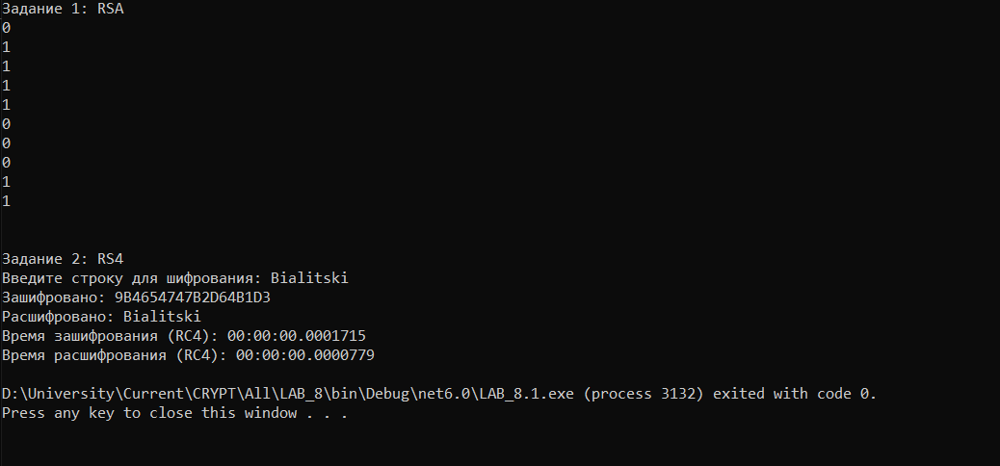 Задание 1: RSA
0
1
1
1
1
0
0
0
1
1
Задание 2: RS4
Введите строку для шифрования: Bialitski
Зашифровано: 9B4654747B2D64B1D3
Расшифровано: Bialitski
Время зашифрования (RC4): 00:00:00.0001715
Время расшифрования (RC4): 00:00:00.0000779
D:\University\Current\CRYPT\All\LAB_8\bin\Debug\net6.0\LAB_8.1.exe (process 3132) exited with code 0.
Press any key to close this window . . .